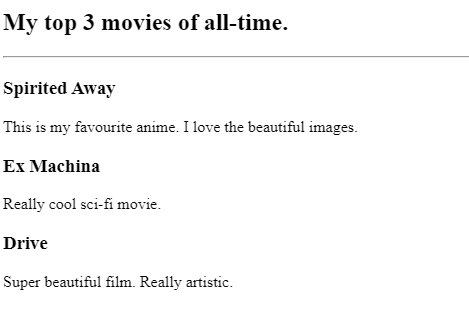 My top 3 movies of all-time.
Spirited Away
This is my favourite anime. I love the beautiful images.
Ex Machina
Really cool sci-fi movie.
Drive
Super beautiful film. Really artistic.